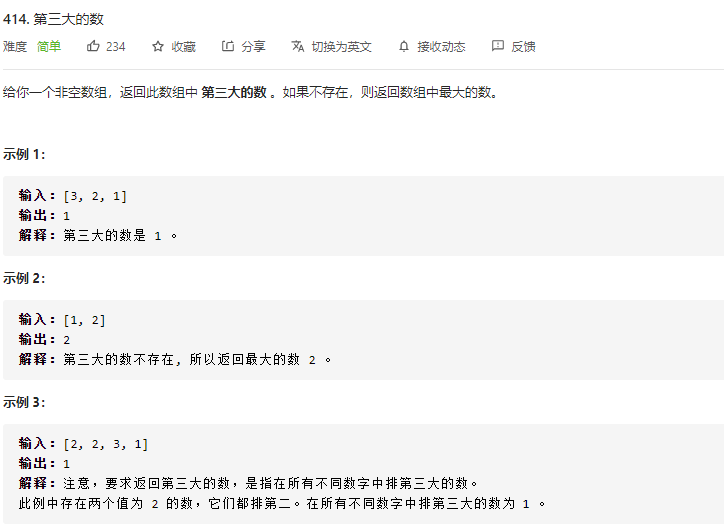 414. 第三大的数
难度 简单 234 收藏 分享 切换为英文 接收动态 反馈
给你一个非空数组，返回此数组中 第三大的数 。如果不存在，则返回数组中最大的数。
示例 1：
输入：[3, 2, 1]
输出：1
解释：第三大的数是 1 。
示例 2：
输入：[1, 2]
输出：2
解释：第三大的数不存在, 所以返回最大的数 2 。
示例 3：
输入：[2, 2, 3, 1]
输出：1
解释：注意，要求返回第三大的数，是指在所有不同数字中排第三大的数。
此例中存在两个值为 2 的数，它们都排第二。在所有不同数字中排第三大的数为 1 。